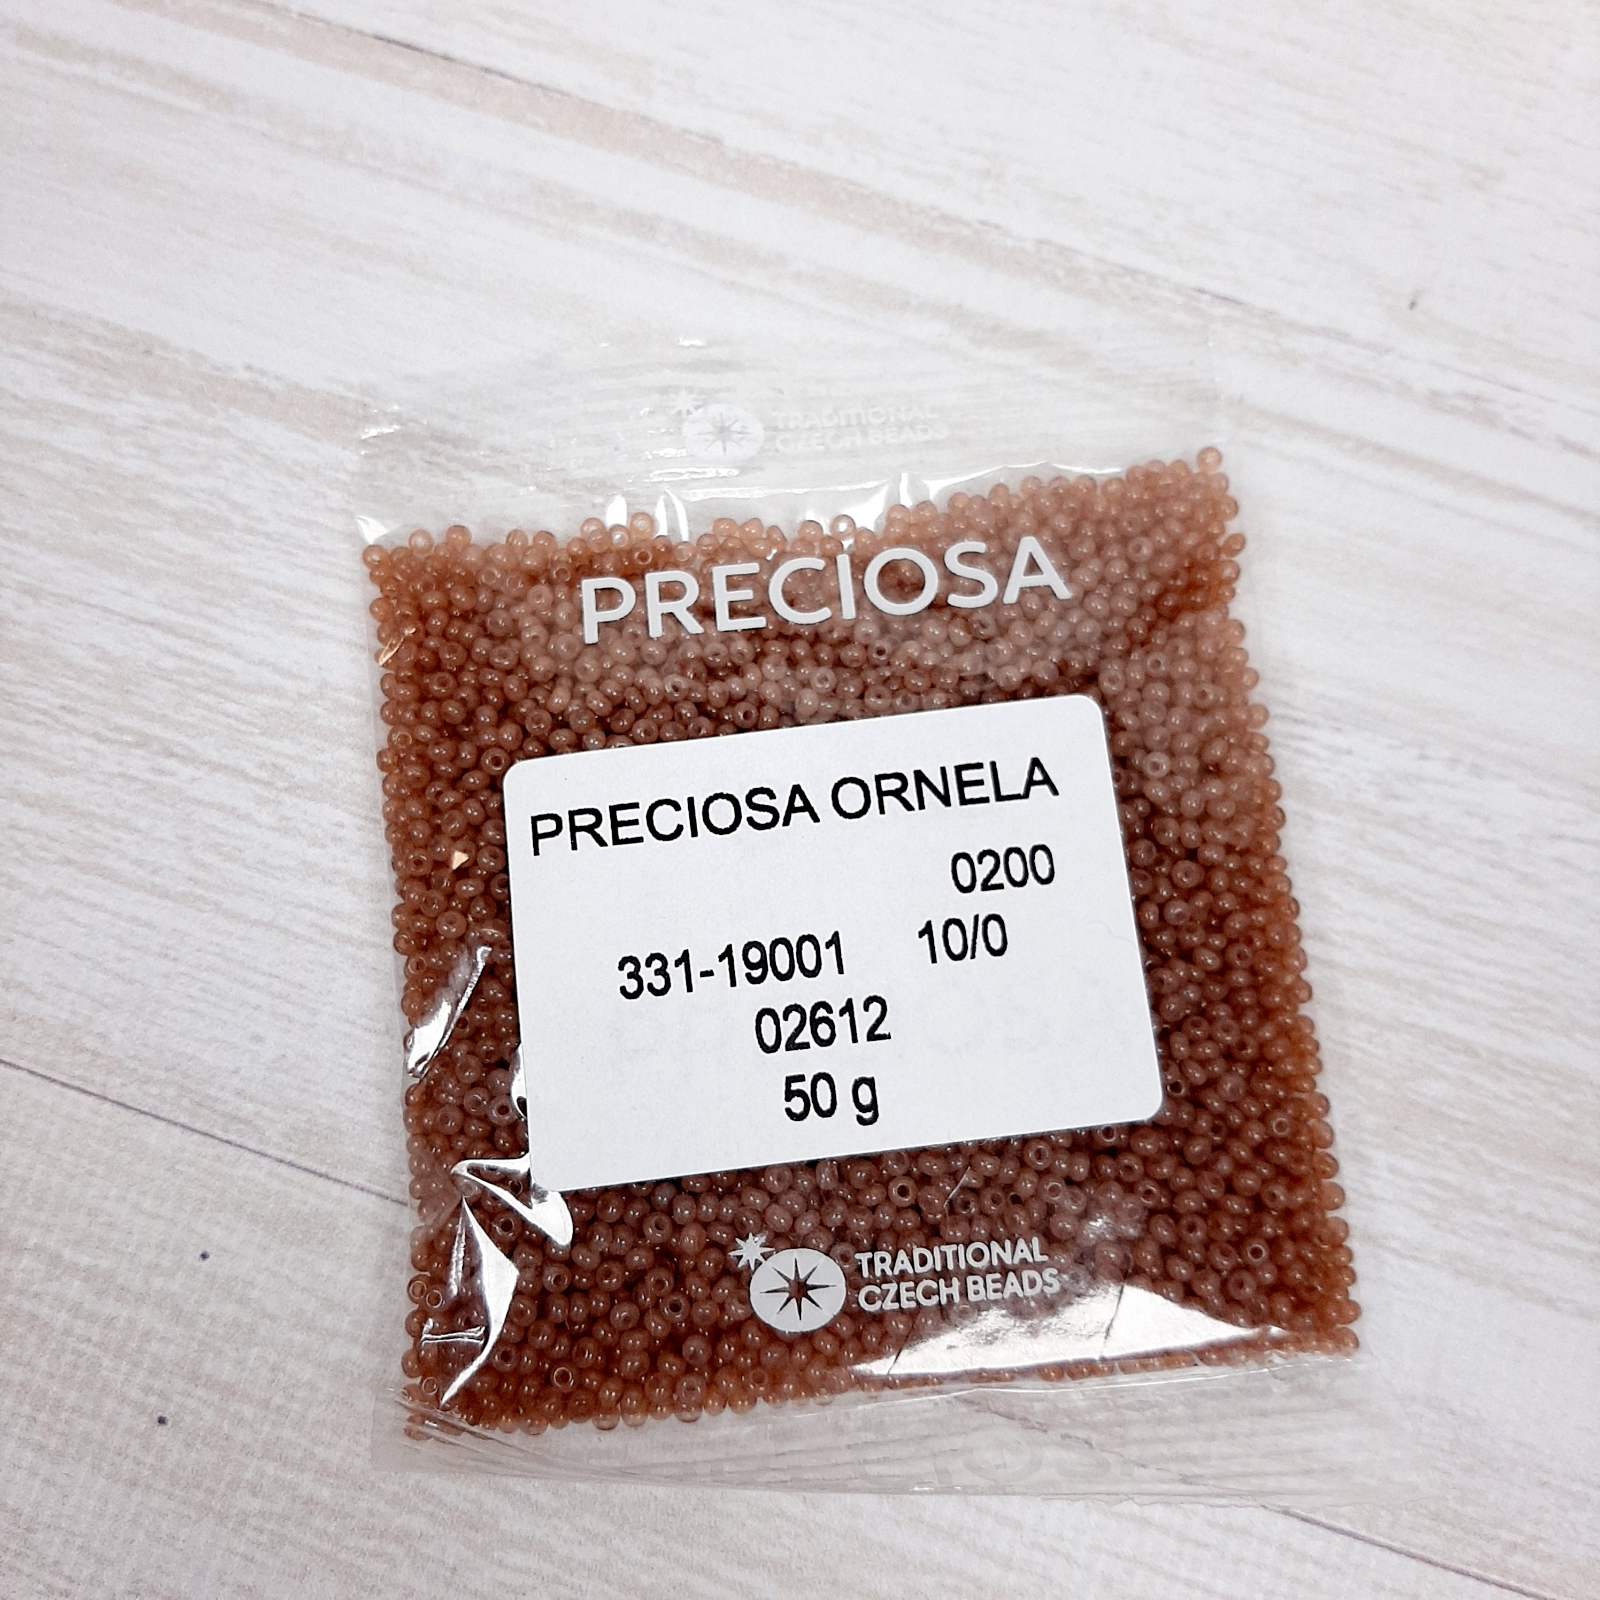 TRADITIONAL
CZECH BEADS
PRECIOSA
PRECIOSA ORNELA
0200
331-19001 10/0
02612
50 g
TRADITIONAL
CZECH BEADS